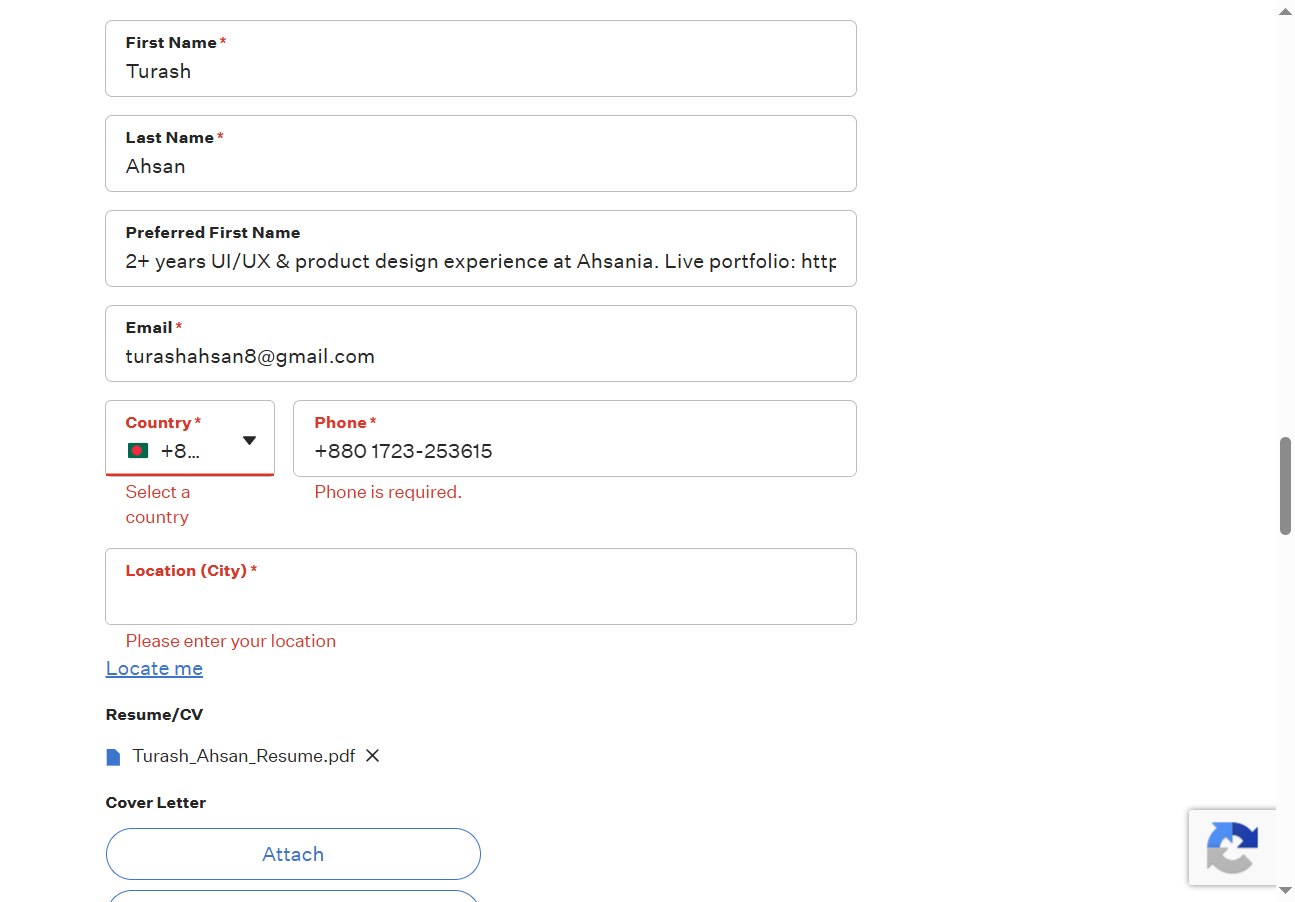 First Name*
Turash
Last Name*
Ahsan
Preferred First Name
2+ years UI/UX & product design experience at Ahsania. Live portfolio: http
Email*
turashahsan8@gmail.com
Country*
+8...
Phone*
+880 1723-253615
Select a
country
Phone is required.
Location (City)*
Please enter your location
Locate me
Resume/CV
Turash_Ahsan_Resume.pdf
Cover Letter
Attach